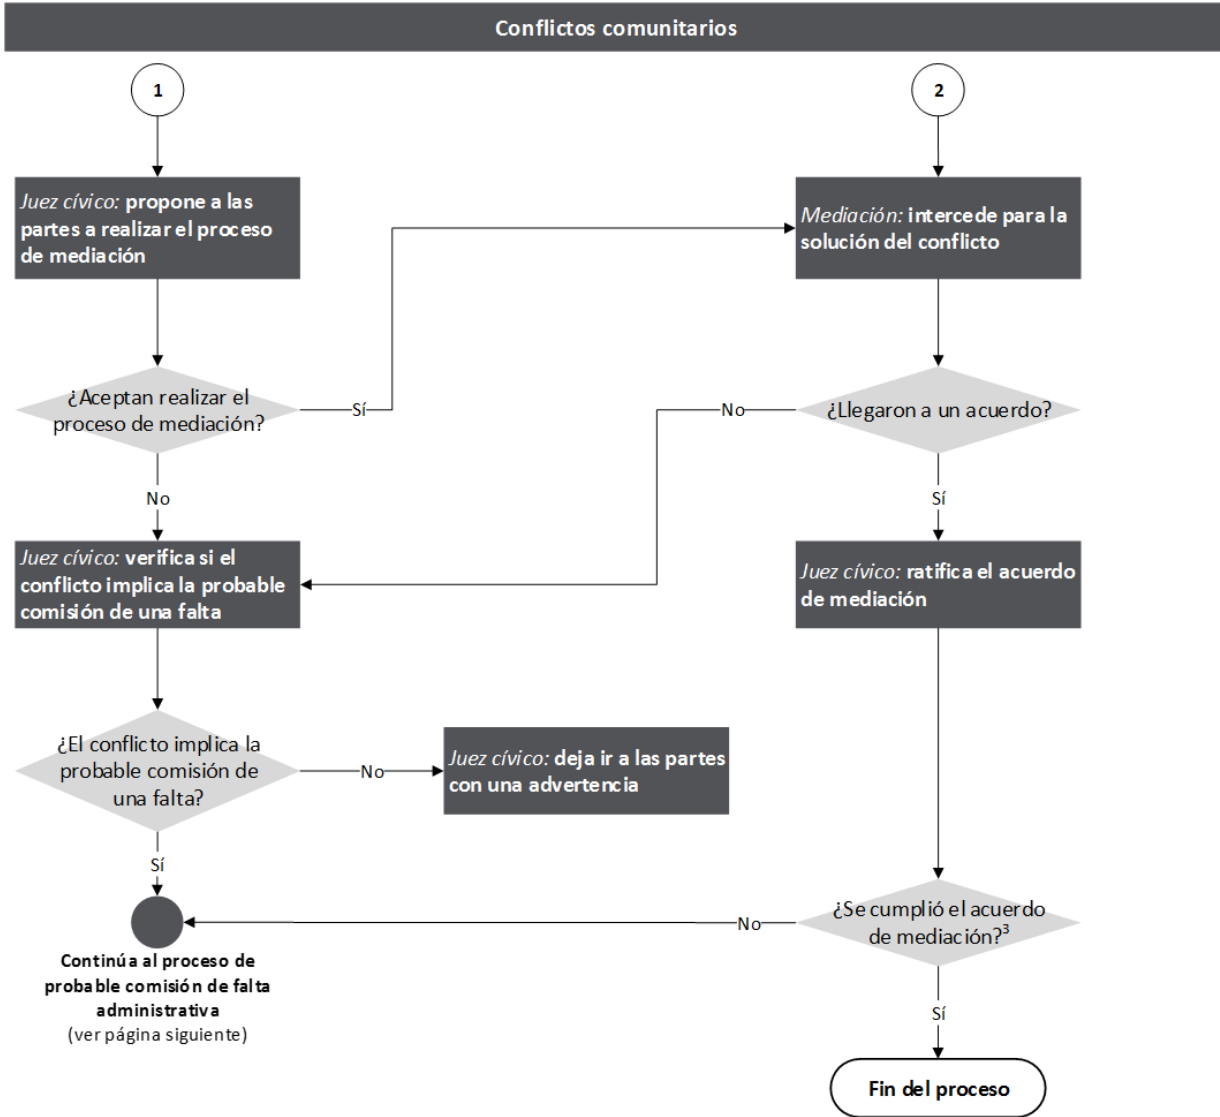 Conflictos comunitarios
1
2
Juez cívico: propone a las
partes a realizar el proceso
de mediación
Mediación: intercede para la
solución del conflicto
¿Aceptan realizar el
proceso de mediación?
Sí
No
¿Llegaron a un acuerdo?
No
Sí
Juez cívico: verifica si el
conflicto implica la probable
comisión de una falta
Juez cívico: ratifica el acuerdo
de mediación
¿El conflicto implica la
probable comisión de
una falta?
No
Juez cívico: deja ir a las partes
con una advertencia
Sí
No
¿Se cumplió el acuerdo
de mediación?³
Continúa al proceso de
probable comisión de falta
administrativa
(ver página siguiente)
Sí
Fin del proceso